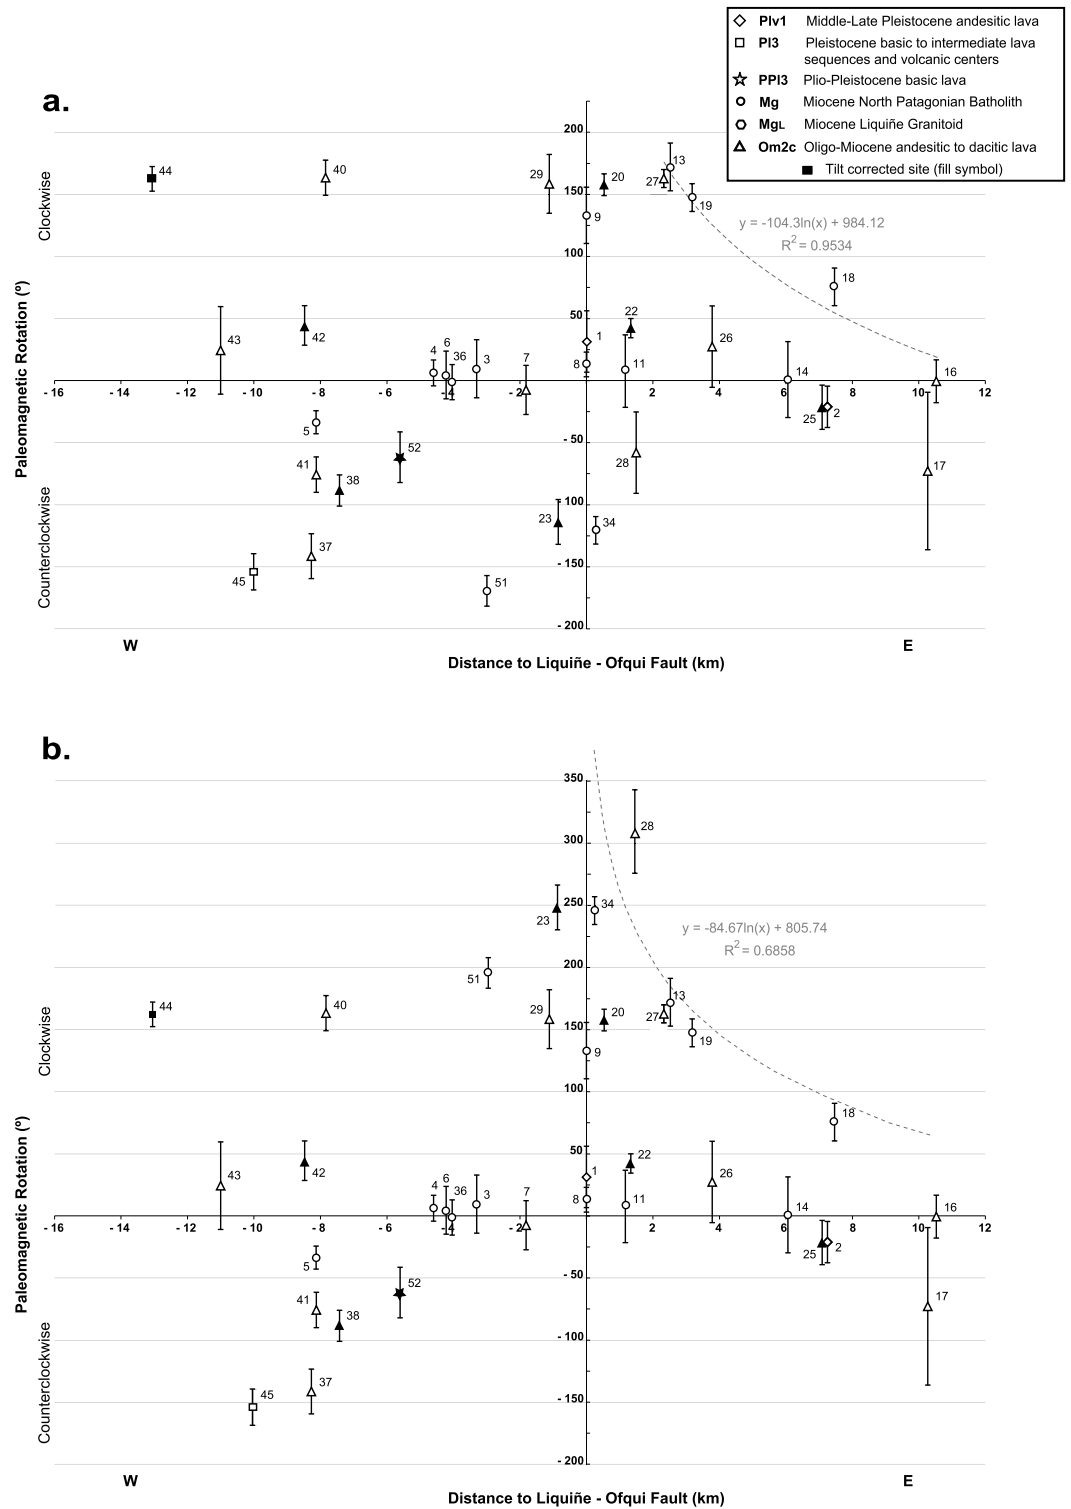 Plv1 Middle-Late Pleistocene andesitic lava
Pl3 Pleistocene basic to intermediate lava
sequences and volcanic centers
PPl3 Plio-Pleistocene basic lava
Mg Miocene North Patagonian Batholith
MgL Miocene Liquiñe Granitoid
Om2c Oligo-Miocene andesitic to dacitic lava
Tilt corrected site (fill symbol)
a.
200
44 40 29 20 27 13
150
9 19
y = -104.3ln(x) + 984.12
R2 = 0.9534
100
18
50
43 42 4 6 36 3 7 8 1 22 11 26 14 16
- 16 - 14 - 12 - 10 - 8 - 6 - 4 - 2 2 4 6 8 10 12
5 25 2
- 50
41 38 52 28 17
- 100
23 34
37
- 150
45 51
- 200
Clockwise
Counterclockwise
Paleomagnetic Rotation (º)
W E
Distance to Liquiñe - Ofqui Fault (km)
b.
350
28
300
250
23 34
y = -84.67ln(x) + 805.74
R2 = 0.6858
200
51
44 40 29 20 27 13
150
9 19
100
18
50
43 42 4 6 36 3 7 8 1 22 11 26 14 16
- 16 - 14 - 12 - 10 - 8 - 6 - 4 - 2 2 4 6 8 10 12
5 25 2
- 50
41 38 52 17
- 100
37
- 150
45
- 200
Clockwise
Counterclockwise
Paleomagnetic Rotation (º)
W E
Distance to Liquiñe - Ofqui Fault (km)